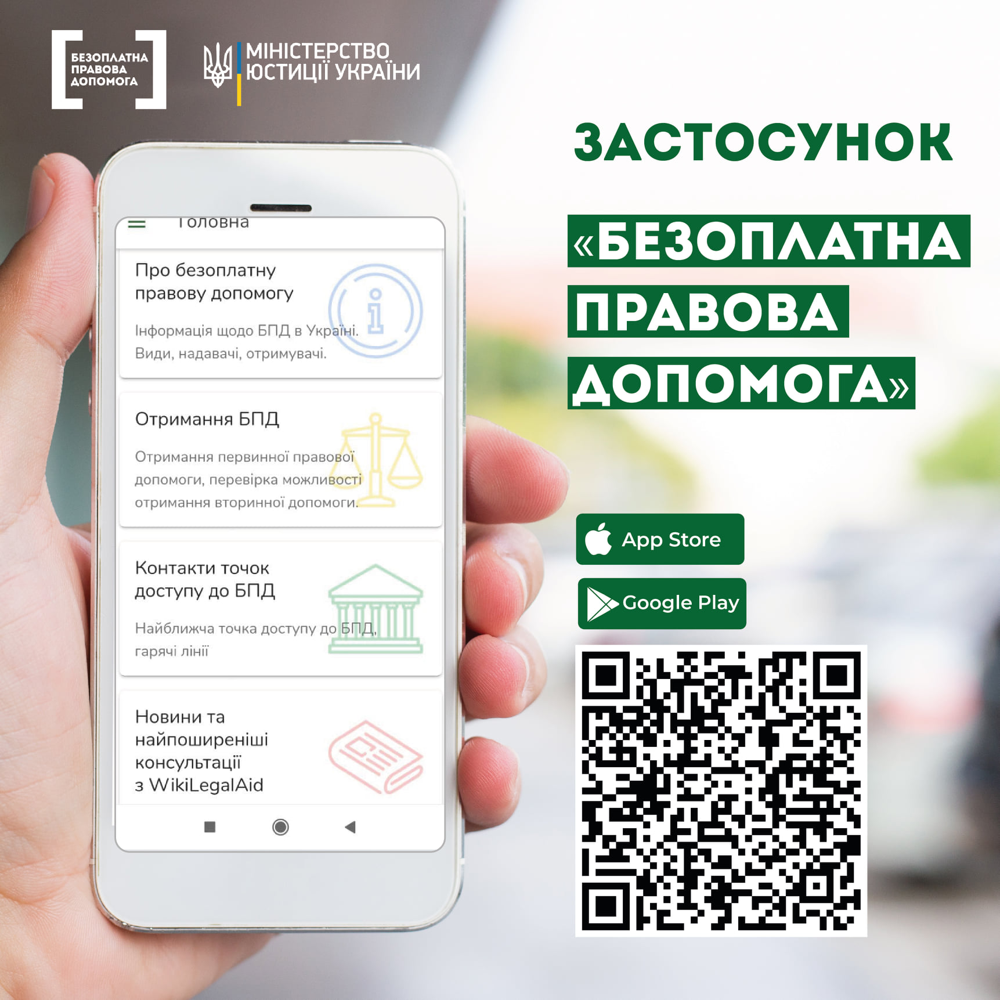 БЕЗОПЛАТНА
ПРАВОВА
ДОПОМОГА
МІНІСТЕРСТВО
ЮСТИЦІЇ УКРАЇНИ
ЗАСТОСУНОК
«БЕЗОПЛАТНА
ПРАВОВА
ДОПОМОГА»
Головна
Про безоплатну
правову допомогу
Інформація щодо БПД в Україні.
Види, надавачі, отримувачі.
Отримання БПД
Отримання первинної правової
допомоги, перевірка можливості
отримання вторинної допомоги.
Контакти точок
доступу до БПД
Найближча точка доступу до БПД,
гарячі лінії
Новини та
найпоширеніші
консультації
з WikiLegalAid
App Store
Google Play